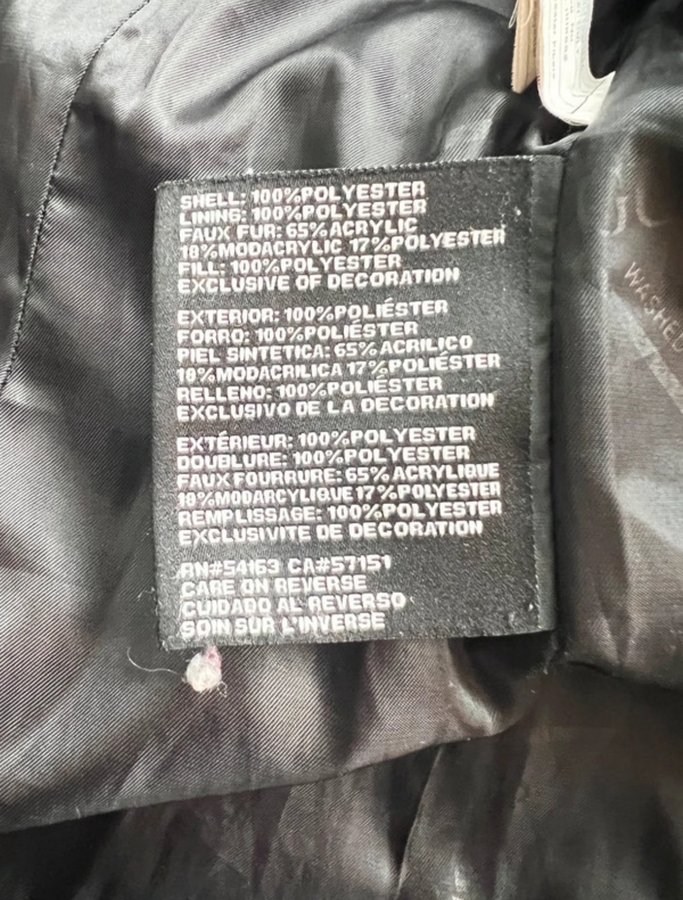 SHELL: 100%POLYESTER
LINING: 100%POLYESTER
FAUX FUR: 65%ACRYLIC
18%MODACRYLIC 17%POLYESTER
FILL: 100%POLYESTER
EXCLUSIVE OF DECORATION
EXTERIOR: 100%POLIÉSTER
FORRO: 100%POLIÉSTER
PIEL SINTETICA: 65%ACRILICO
18%MODACRILICA 17%POLIÉSTER
RELLENO: 100%POLIÉSTER
EXCLUSIVO DE LA DECORATION
EXTÉRIEUR: 100%POLYESTER
DOUBLURE: 100%POLYESTER
FAUX FOURRURE: 65%ACRYLIQUE
18%MODARCYLIQUE 17%POLYESTER
REMPLISSAGE: 100%POLYESTER
EXCLUSIVITE DE DECORATION
RN#54163 CA#57151
CARE ON REVERSE
CUIDADO AL REVERSO
SOIN SUR L'INVERSE
WASHED